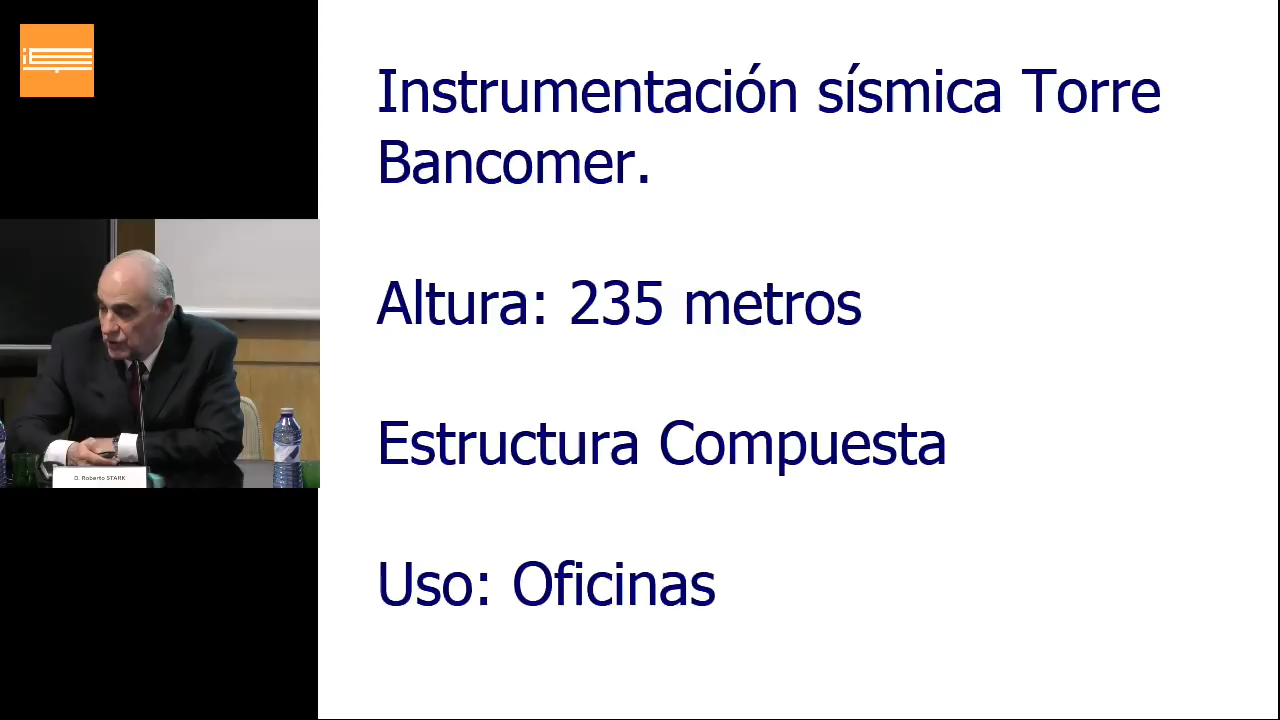 Instrumentación sísmica Torre
Bancomer.
Altura: 235 metros
Estructura Compuesta
Uso: Oficinas
D. Roberto STARK